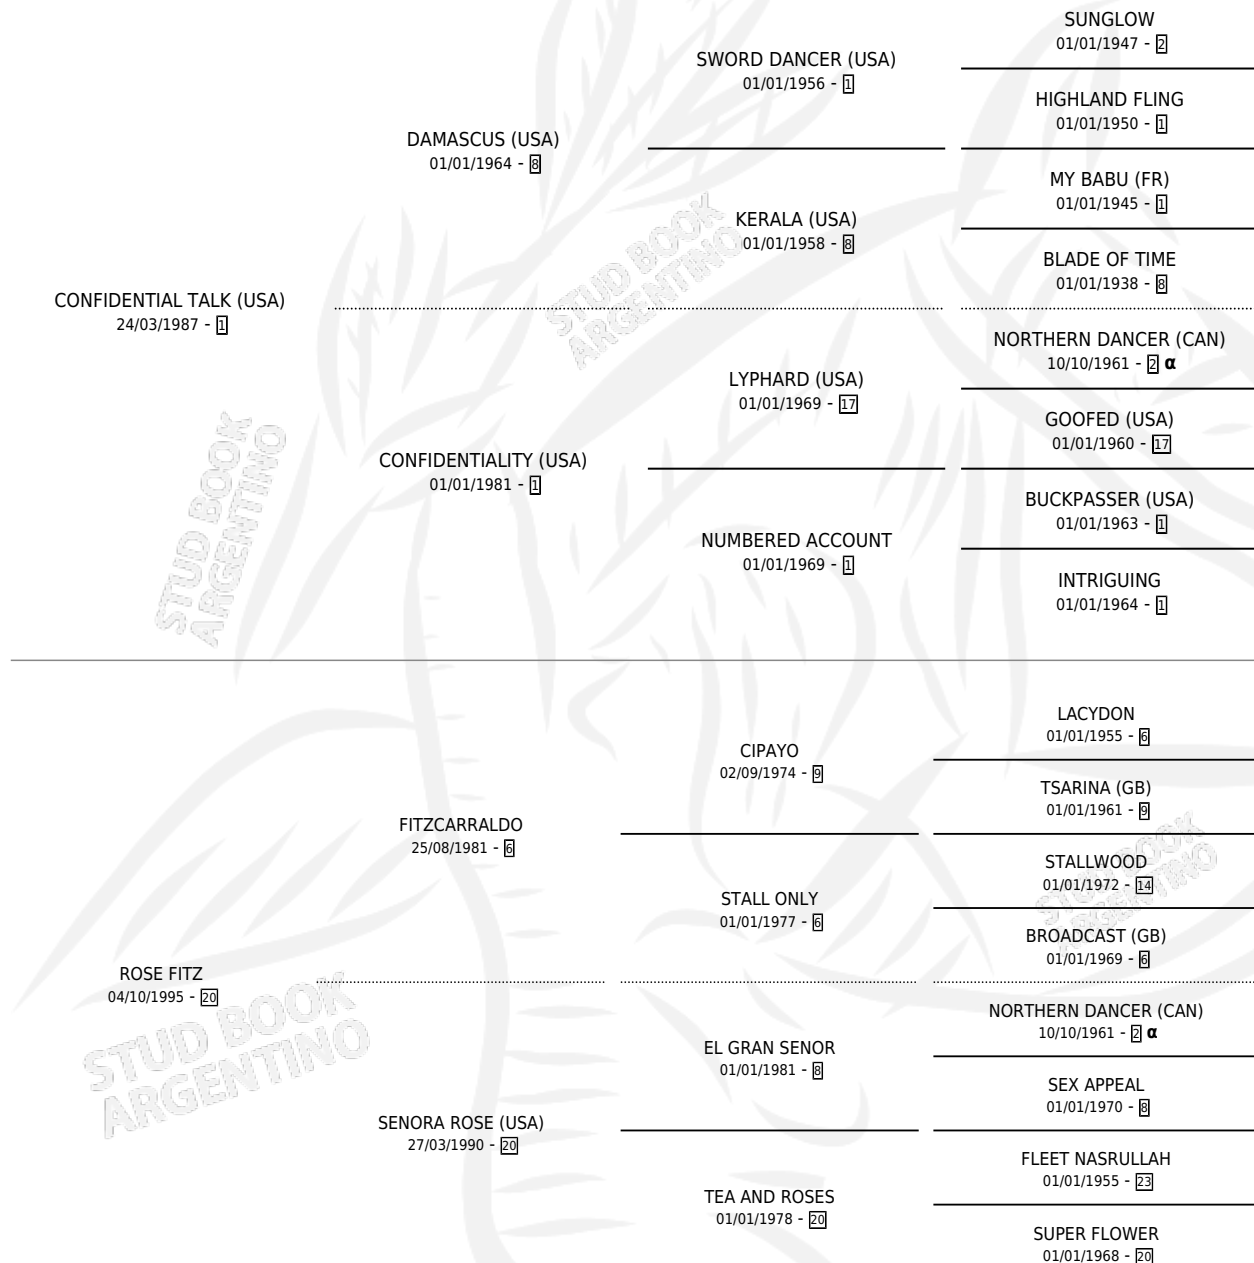 CONFIDENTIAL TALK (USA)
24/03/1987 - 1
DAMASCUS (USA)
01/01/1964 - 8
SWORD DANCER (USA)
01/01/1956 - 1
SUNGLOW
01/01/1947 - 2
HIGHLAND FLING
01/01/1950 - 1
KERALA (USA)
01/01/1958 - 8
MY BABU (FR)
01/01/1945 - 1
BLADE OF TIME
01/01/1938 - 8
CONFIDENTIALITY (USA)
01/01/1981 - 1
LYPHARD (USA)
01/01/1969 - 17
NORTHERN DANCER (CAN)
10/10/1961 - 2 α
GOOFED (USA)
01/01/1960 - 17
NUMBERED ACCOUNT
01/01/1969 - 1
BUCKPASSER (USA)
01/01/1963 - 1
INTRIGUING
01/01/1964 - 1
ROSE FITZ
04/10/1995 - 20
FITZCARRALDO
25/08/1981 - 6
CIPAYO
02/09/1974 - 9
LACYDON
01/01/1955 - 6
TSARINA (GB)
01/01/1961 - 9
STALL ONLY
01/01/1977 - 6
STALLWOOD
01/01/1972 - 14
BROADCAST (GB)
01/01/1969 - 6
SENORA ROSE (USA)
27/03/1990 - 20
EL GRAN SENOR
01/01/1981 - 8
NORTHERN DANCER (CAN)
10/10/1961 - 2 α
SEX APPEAL
01/01/1970 - 8
TEA AND ROSES
01/01/1978 - 20
FLEET NASRULLAH
01/01/1955 - 23
SUPER FLOWER
01/01/1968 - 20
STUD BOOK
ARGENTINO
STUD BOOK
ARGENTINO
STUD BOOK
ARGENTINO
STUD BOOK
ARGENTINO